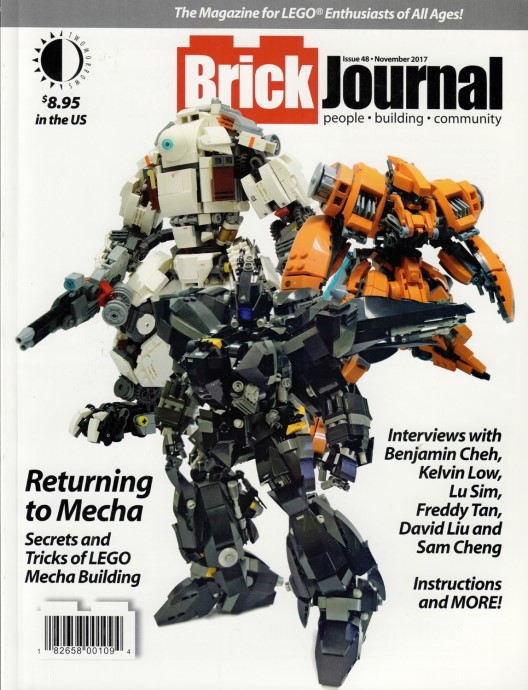 The Magazine for LEGO® Enthusiasts of All Ages!
TWOMORROWS
$8.95
in the US
BrickJournal
Issue 48 • November 2017
people • building • community
Returning
to Mecha
Secrets and
Tricks of LEGO
Mecha Building
Interviews with
Benjamin Cheh,
Kelvin Low,
Lu Sim,
Freddy Tan,
David Liu and
Sam Cheng
Instructions
and MORE!
1 82658 00109 4